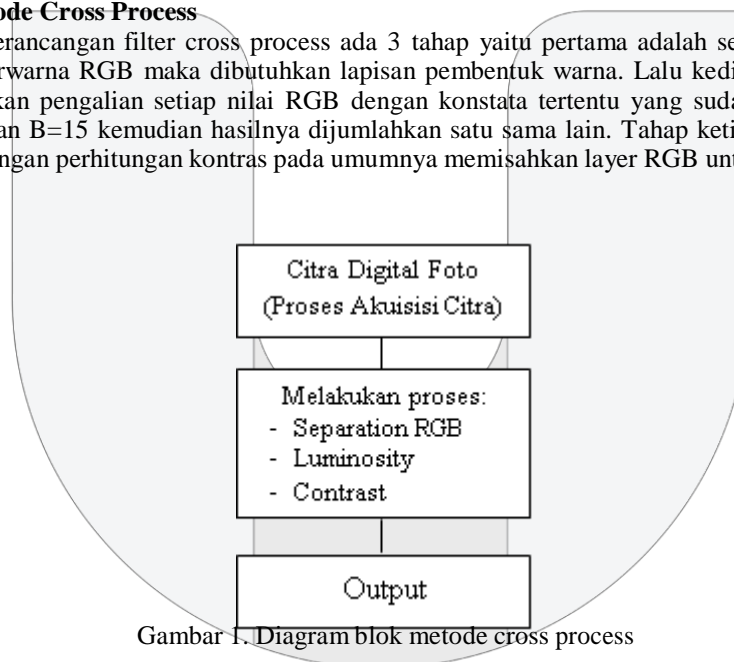 ode Cross Process
erancangan filter cross process ada 3 tahap yaitu pertama adalah se
rwarna RGB maka dibutuhkan lapisan pembentuk warna. Lalu kedi
kan pengalian setiap nilai RGB dengan konstata tertentu yang suda
an B=15 kemudian hasilnya dijumlahkan satu sama lain. Tahap keti
ngan perhitungan kontras pada umumnya memisahkan layer RGB unt
Citra Digital Foto
(Proses Akuisisi Citra)
Melakukan proses:
- Separation RGB
- Luminosity
- Contrast
Output
Gambar 1. Diagram blok metode cross process